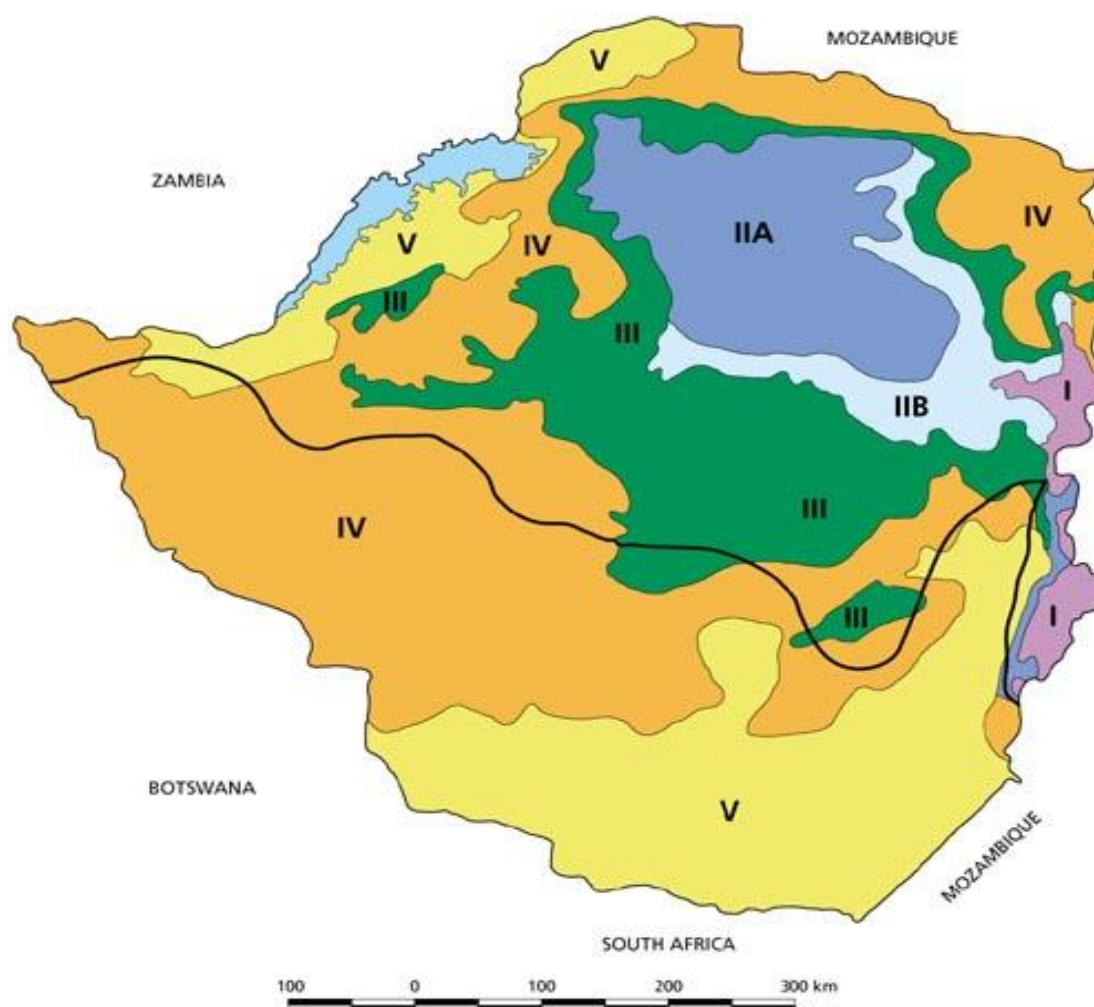 MOZAMBIQUE
V
ZAMBIA
IV
IIA
V
IV
III
III
I
IIB
III
IV
III
I
BOTSWANA
V
MOZAMBIQUE
SOUTH AFRICA
100 0 100 200 300 km